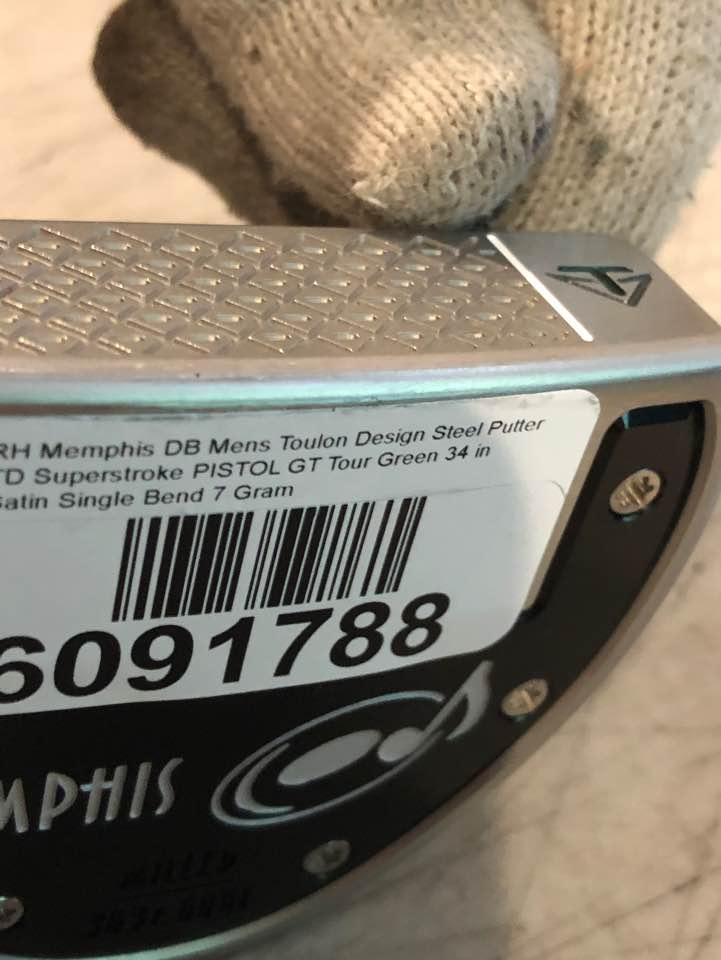 RH Memphis DB Mens Toulon Design Steel Putter
TD Superstroke PISTOL GT Tour Green 34 in
Satin Single Bend 7 Gram
6091788
MPHIS
MILLED